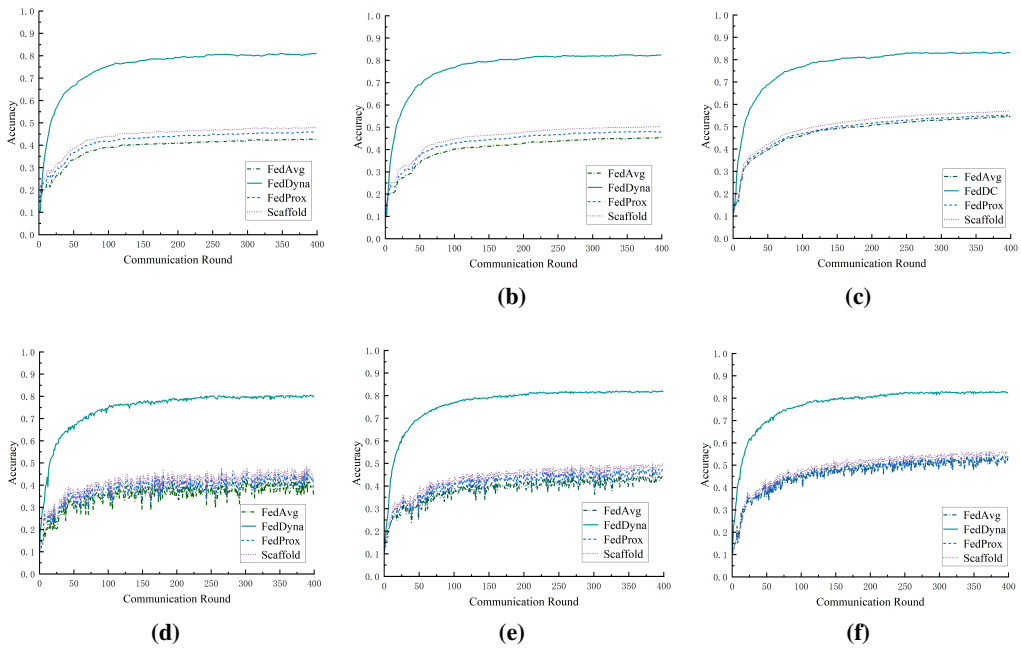 1.0
0.9
0.8
0.7
0.6
0.5
0.4
0.3
0.2
0.1
0.0
Accuracy
FedAvg
FedDyna
FedProx
Scaffold
0 50 100 150 200 250 300 350 400
Communication Round
1.0
0.9
0.8
0.7
0.6
0.5
0.4
0.3
0.2
0.1
0.0
Accuracy
FedAvg
FedDyna
FedProx
Scaffold
0 50 100 150 200 250 300 350 400
Communication Round
(b)
1.0
0.9
0.8
0.7
0.6
0.5
0.4
0.3
0.2
0.1
0.0
Accuracy
FedAvg
FedDC
FedProx
Scaffold
0 50 100 150 200 250 300 350 400
Communication Round
(c)
1.0
0.9
0.8
0.7
0.6
0.5
0.4
0.3
0.2
0.1
0.0
Accuracy
FedAvg
FedDyna
FedProx
Scaffold
0 50 100 150 200 250 300 350 400
Communication Round
(d)
1.0
0.9
0.8
0.7
0.6
0.5
0.4
0.3
0.2
0.1
0.0
Accuracy
FedAvg
FedDyna
FedProx
Scaffold
0 50 100 150 200 250 300 350 400
Communication Round
(e)
1.0
0.9
0.8
0.7
0.6
0.5
0.4
0.3
0.2
0.1
0.0
Accuracy
FedAvg
FedDyna
FedProx
Scaffold
0 50 100 150 200 250 300 350 400
Communication Round
(f)